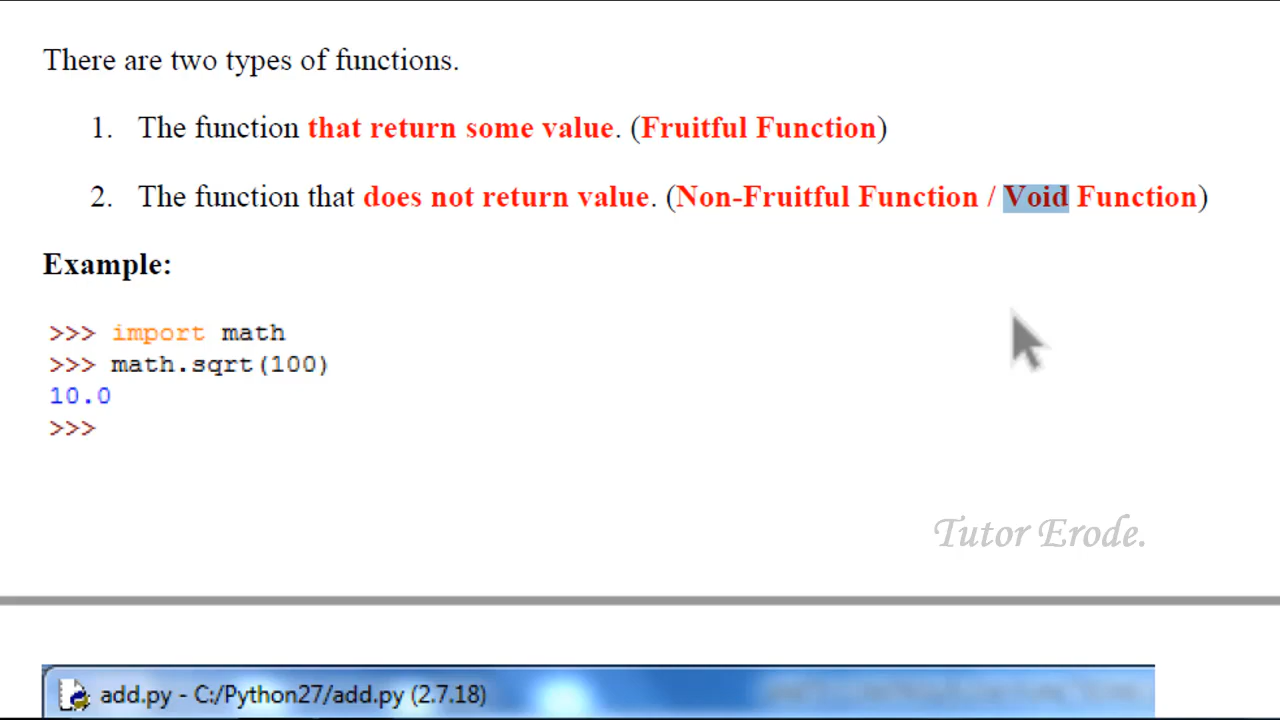 There are two types of functions.
1. The function that return some value. (Fruitful Function)
2. The function that does not return value. (Non-Fruitful Function / Void Function)
Example:
>>> import math
>>> math.sqrt(100)
10.0
>>>
Tutor Erode.
add.py - C:/Python27/add.py (2.7.18)